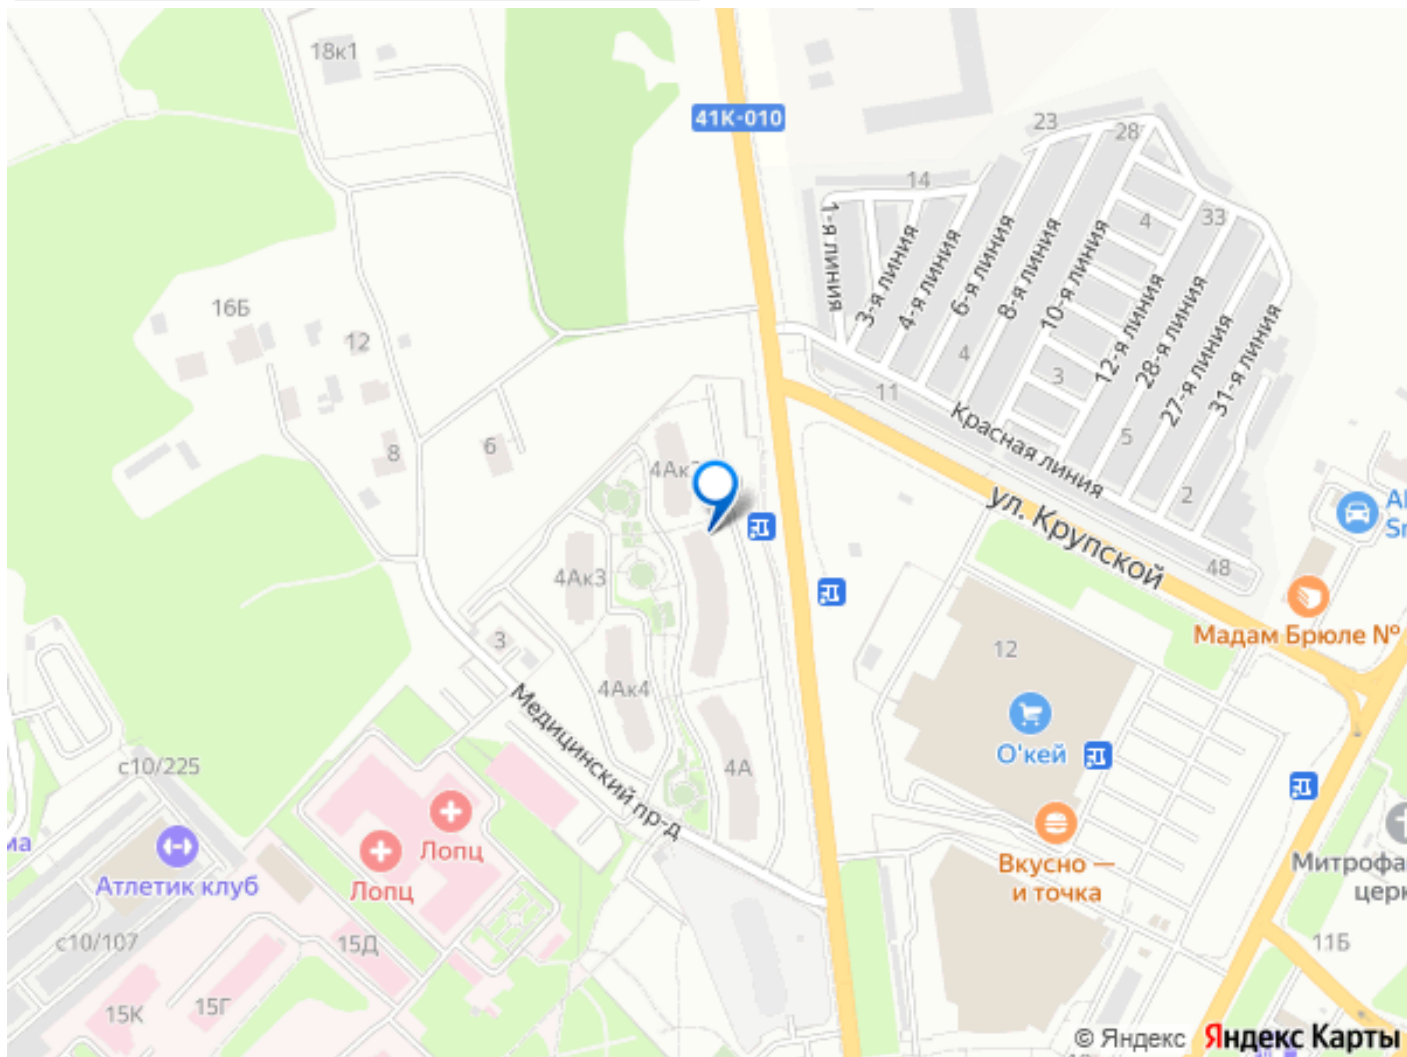 18к1
41К-010
23
28
14
4
33
1-я линия
3-я линия
4-я линия
6-я линия
8-я линия
10-я линия
12-я линия
28-я линия
27-я линия
31-я линия
16Б
12
4
3
11
5
2
48
Красная линия
ул. Крупской
8
6
4Ак3
3
4Ак4
4А
Медицинский пр-д
12
О'кей
Мадам Брюле №
с10/225
Атлетик клуб
Лопц
Лопц
Вкусно —
и точка
с10/107
15Д
15К
15Г
11Б
© Яндекс Яндекс Карты